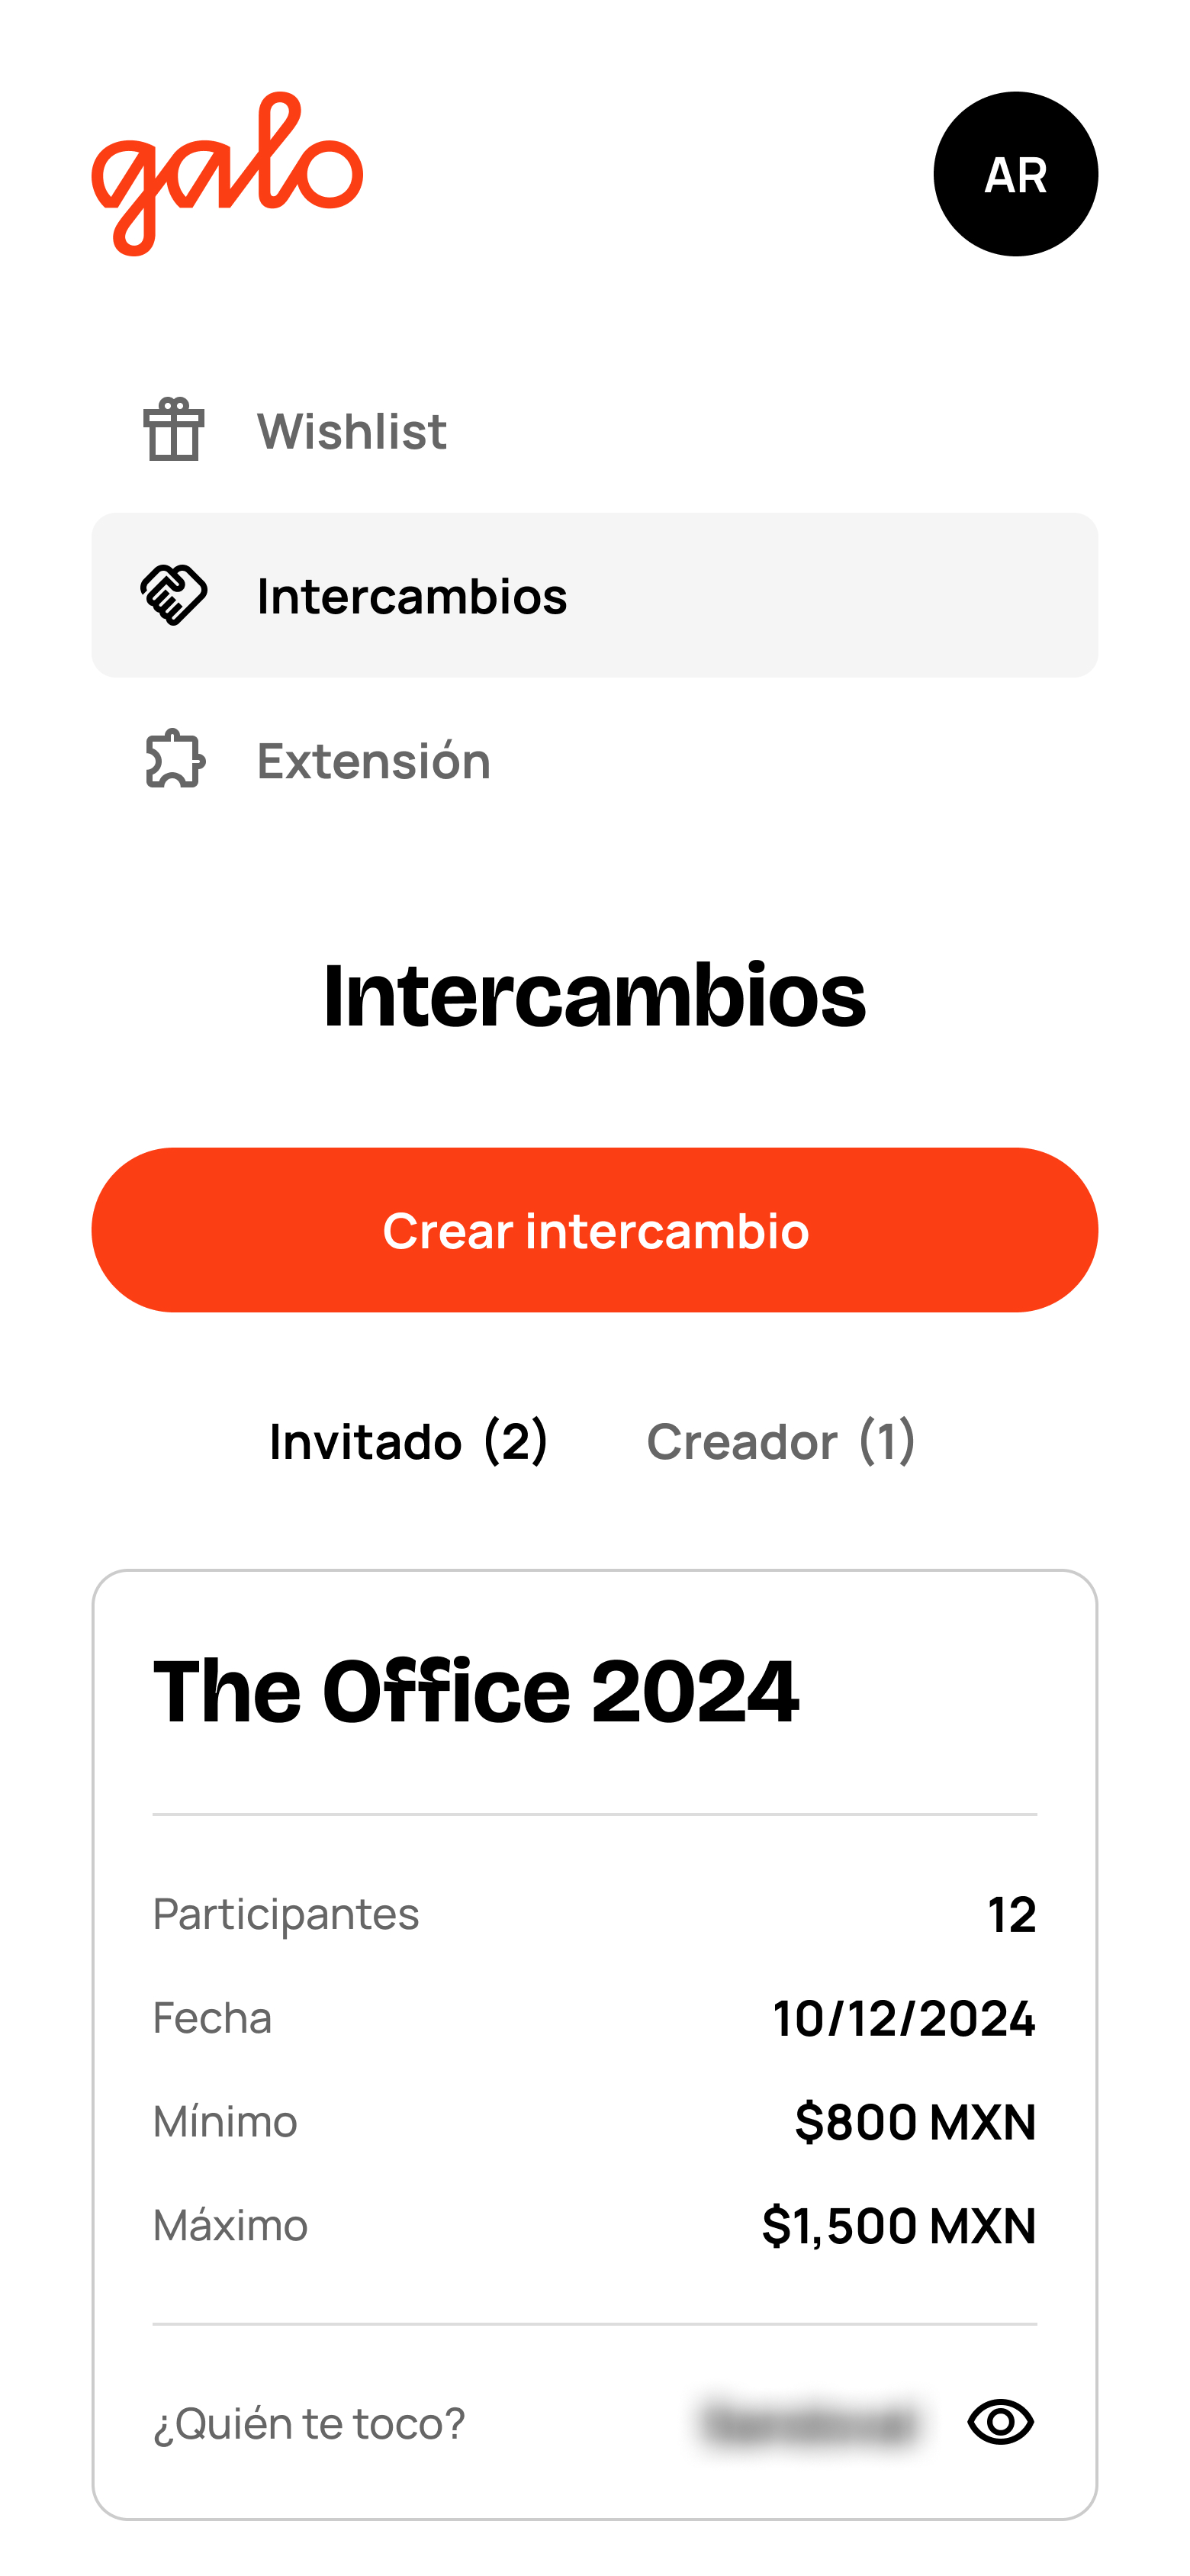 galo
AR
Wishlist
Intercambios
Extensión
Intercambios
Crear intercambio
Invitado (2) Creador (1)
The Office 2024
Participantes 12
Fecha 10/12/2024
Mínimo $800 MXN
Máximo $1,500 MXN
¿Quién te toco?